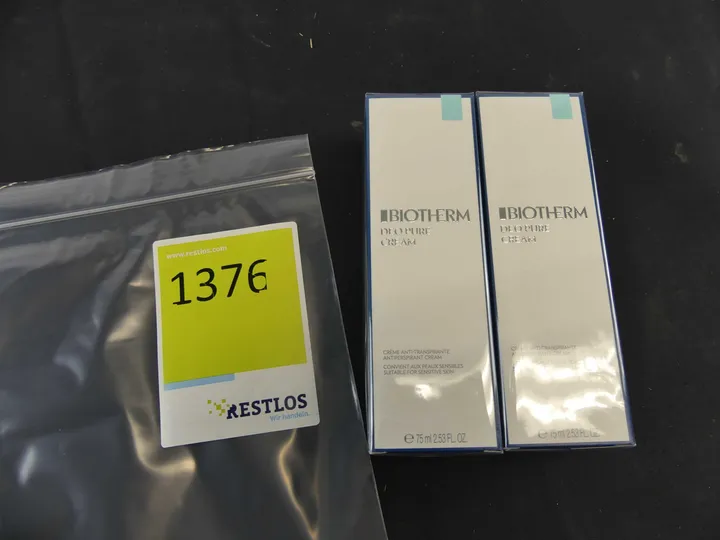 www.restlos.com
1376
RESTLOS
Wir handeln.
BIOTHERM
DEO PURE
CREAM
CRÈME ANTI-TRANSPIRANTE
ANTIPERSPIRANT CREAM
CONVIENT AUX PEAUX SENSIBLES
SUITABLE FOR SENSITIVE SKIN
℮ 75 ml 2.53 FL. OZ.
BIOTHERM
DEO PURE
CREAM
75 ml 2.53 FL. OZ.